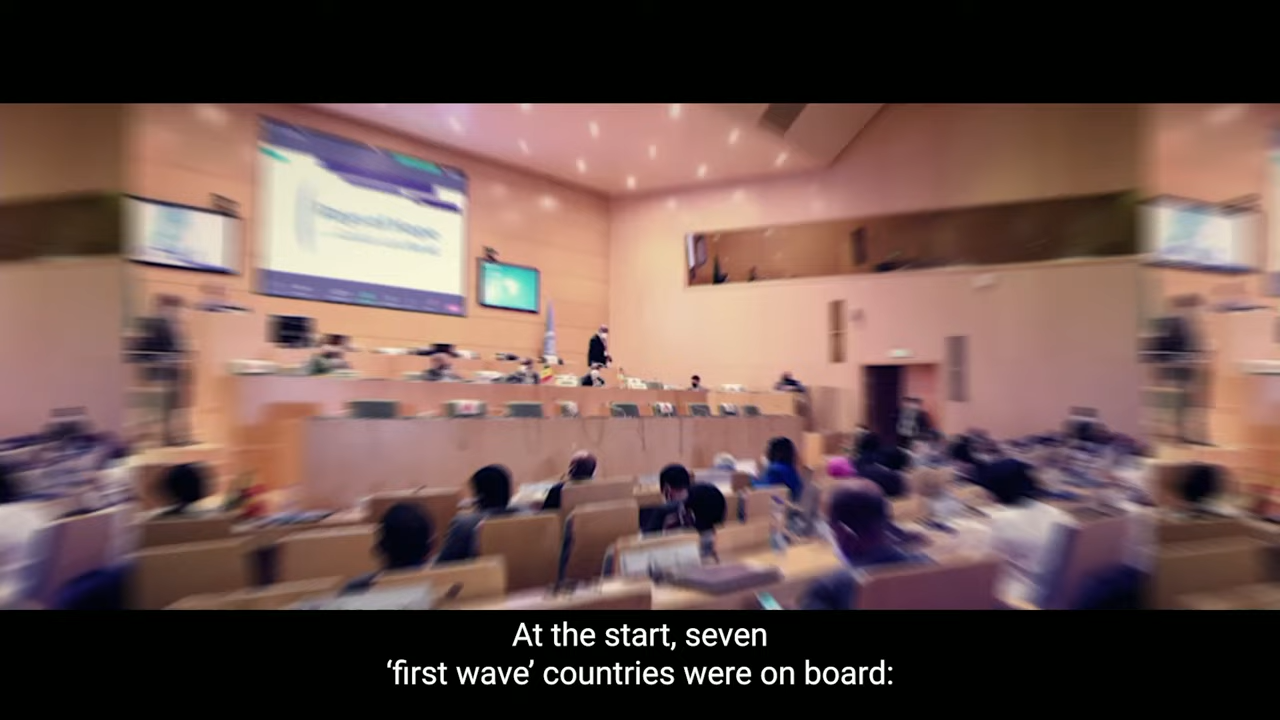 At the start, seven
‘first wave’ countries were on board: